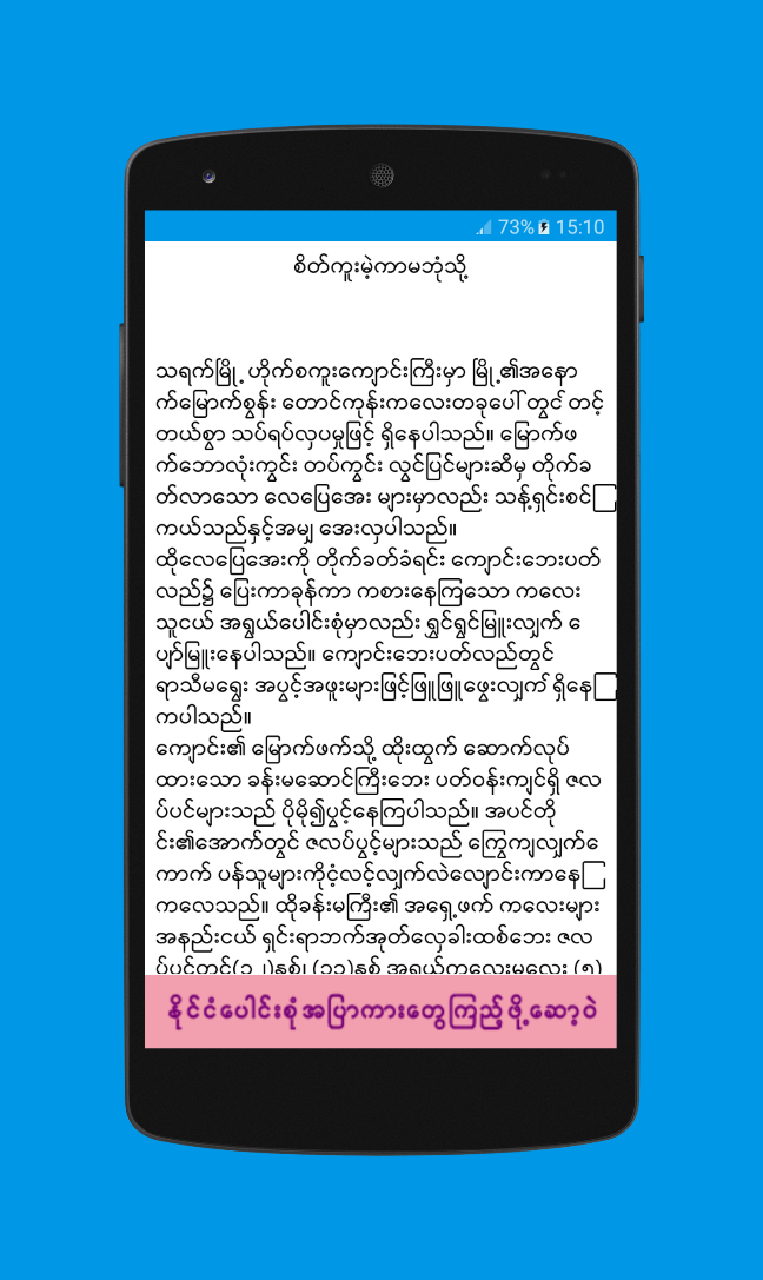 73% 15:10
စိတ်ကူးမဲ့ကာမဘုံသို့
သရက်မြို့ ဟိုက်စကူးကျောင်းကြီးမှာ မြို့၏အနော
က်မြောက်စွန်း တောင်ကုန်းကလေးတခုပေါ်တွင် တင့်
တယ်စွာ သပ်ရပ်လှပမှုဖြင့် ရှိနေပါသည်။ မြောက်ဖ
က်ဘောလုံးကွင်း တပ်ကွင်း လွင်ပြင်များဆီမှ တိုက်ခ
တ်လာသော လေပြေအေး များမှာလည်း သန့်ရှင်းစင်ြ
ကယ်သည်နှင့်အမျှ အေးလှပါသည်။
ထိုလေပြေအေးကို တိုက်ခတ်ခံရင်း ကျောင်းဘေးပတ်
လည်၌ ပြေးကာခုန်ကာ ကစားနေကြသော ကလေး
သူငယ် အရွယ်ပေါင်းစုံမှာလည်း ရွှင်ရွှင်မြူးလျှက် ေ
ပျာ်မြူးနေပါသည်။ ကျောင်းဘေးပတ်လည်တွင်
ရာသီမရွေး အပွင့်အဖူးများဖြင့်ဖြူဖြူဖွေးလျှက် ရှိနေြ
ကပါသည်။
ကျောင်း၏ မြောက်ဖက်သို့ ထိုးထွက် ဆောက်လုပ်
ထားသော ခန်းမဆောင်ကြီးဘေး ပတ်ဝန်းကျင်ရှိ ဇလ
ပ်ပင်များသည် ပိုမို၍ပွင့်နေကြပါသည်။ အပင်တို
င်း၏အောက်တွင် ဇလပ်ပွင့်များသည် ကြွေကျလျှက်ေ
ကာက် ပန်သူများကိုငံ့လင့်လျှက်လဲလျောင်းကာနေြ
ကလေသည်။ ထိုခန်းမကြီး၏ အရှေ့ဖက် ကလေးများ
အနည်းငယ် ရှင်းရာဘက်အုတ်လှေခါးထစ်ဘေး ဇလ
ပ်ပင်တွင်(၁၂)နှစ်၊ (၁၃)နှစ် အရွယ်ကလေးမလေး (၅)
နိုင်ငံပေါင်းစုံအပြာကားတွေကြည့်ဖို့ဆော့ဝဲ